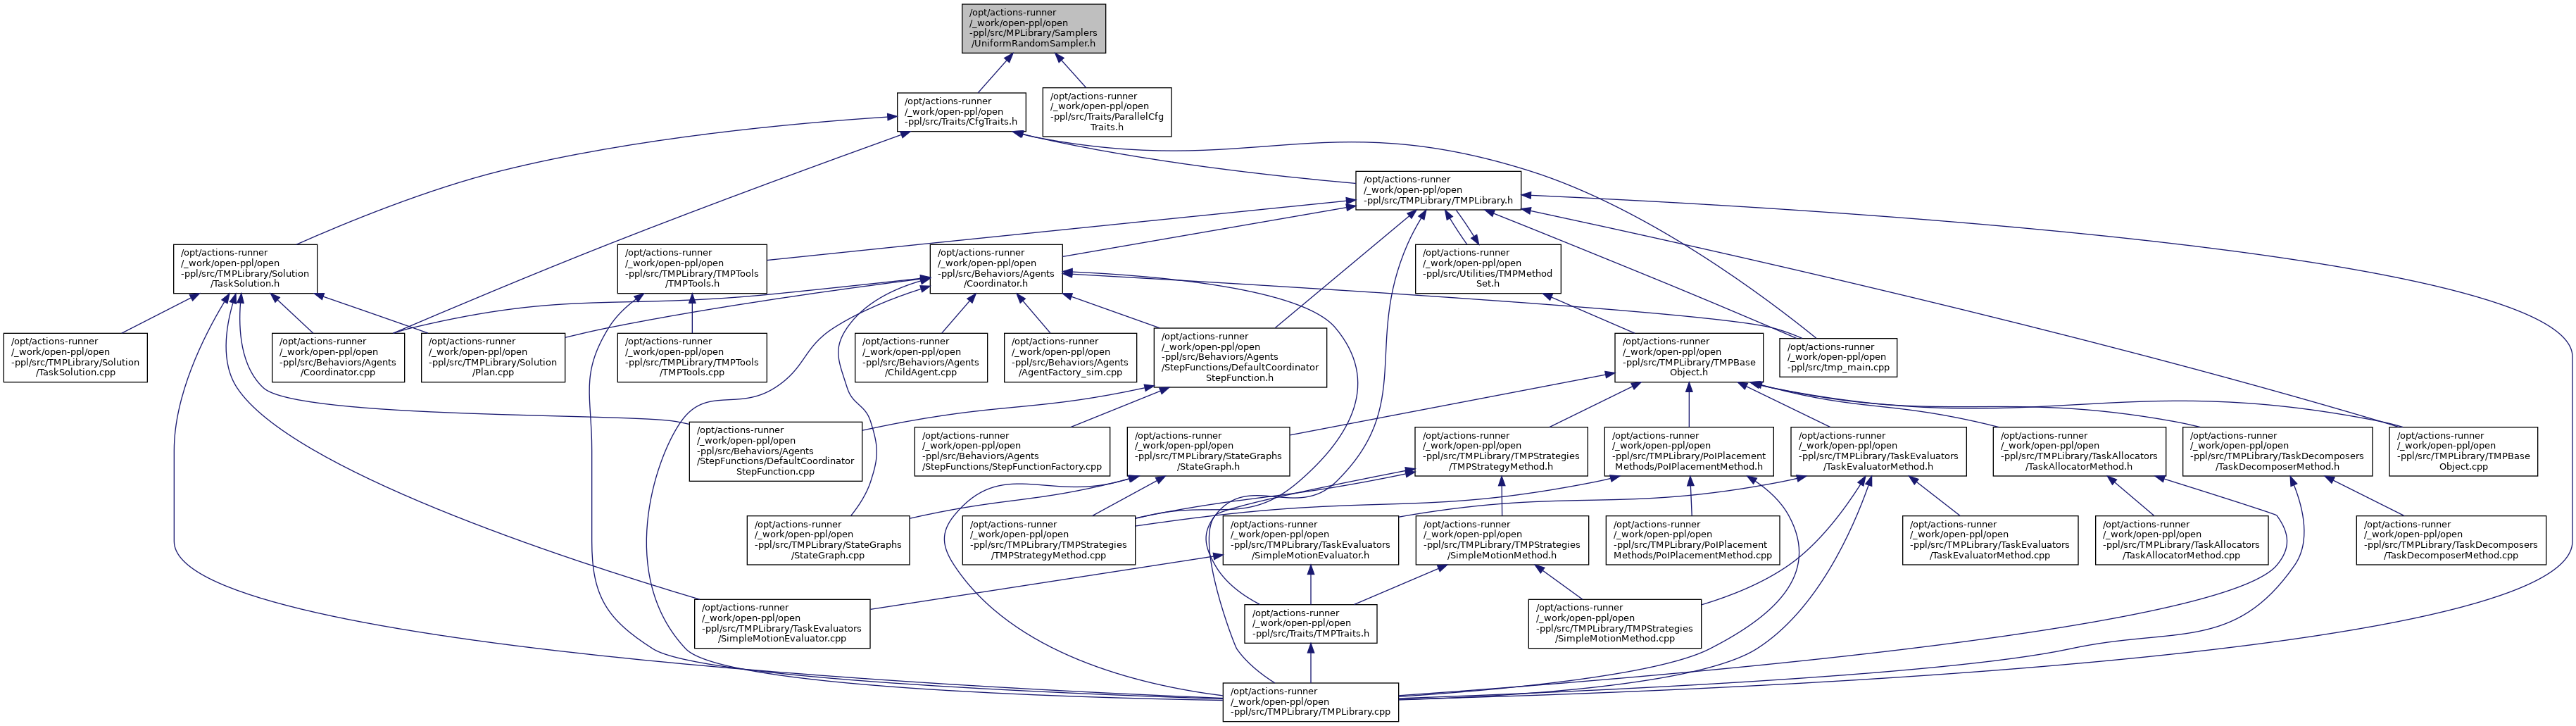 /opt/actions-runner
/_work/open-ppl/open
-ppl/src/MPLibrary/Samplers
/UniformRandomSampler.h
/opt/actions-runner
/_work/open-ppl/open
-ppl/src/Traits/CfgTraits.h
/opt/actions-runner
/_work/open-ppl/open
-ppl/src/Traits/ParallelCfg
Traits.h
/opt/actions-runner
/_work/open-ppl/open
-ppl/src/TMPLibrary/TMPLibrary.h
/opt/actions-runner
/_work/open-ppl/open
-ppl/src/TMPLibrary/Solution
/TaskSolution.h
/opt/actions-runner
/_work/open-ppl/open
-ppl/src/TMPLibrary/TMPTools
/TMPTools.h
/opt/actions-runner
/_work/open-ppl/open
-ppl/src/Behaviors/Agents
/Coordinator.h
/opt/actions-runner
/_work/open-ppl/open
-ppl/src/Utilities/TMPMethod
Set.h
/opt/actions-runner
/_work/open-ppl/open
-ppl/src/TMPLibrary/Solution
/TaskSolution.cpp
/opt/actions-runner
/_work/open-ppl/open
-ppl/src/Behaviors/Agents
/Coordinator.cpp
/opt/actions-runner
/_work/open-ppl/open
-ppl/src/TMPLibrary/Solution
/Plan.cpp
/opt/actions-runner
/_work/open-ppl/open
-ppl/src/TMPLibrary/TMPTools
/TMPTools.cpp
/opt/actions-runner
/_work/open-ppl/open
-ppl/src/Behaviors/Agents
/ChildAgent.cpp
/opt/actions-runner
/_work/open-ppl/open
-ppl/src/Behaviors/Agents
/AgentFactory_sim.cpp
/opt/actions-runner
/_work/open-ppl/open
-ppl/src/Behaviors/Agents
/StepFunctions/DefaultCoordinator
StepFunction.h
/opt/actions-runner
/_work/open-ppl/open
-ppl/src/TMPLibrary/TMPBase
Object.h
/opt/actions-runner
/_work/open-ppl/open
-ppl/src/tmp_main.cpp
/opt/actions-runner
/_work/open-ppl/open
-ppl/src/Behaviors/Agents
/StepFunctions/DefaultCoordinator
StepFunction.cpp
/opt/actions-runner
/_work/open-ppl/open
-ppl/src/Behaviors/Agents
/StepFunctions/StepFunctionFactory.cpp
/opt/actions-runner
/_work/open-ppl/open
-ppl/src/TMPLibrary/StateGraphs
/StateGraph.h
/opt/actions-runner
/_work/open-ppl/open
-ppl/src/TMPLibrary/TMPStrategies
/TMPStrategyMethod.h
/opt/actions-runner
/_work/open-ppl/open
-ppl/src/TMPLibrary/PoIPlacement
Methods/PoIPlacementMethod.h
/opt/actions-runner
/_work/open-ppl/open
-ppl/src/TMPLibrary/TaskEvaluators
/TaskEvaluatorMethod.h
/opt/actions-runner
/_work/open-ppl/open
-ppl/src/TMPLibrary/TaskAllocators
/TaskAllocatorMethod.h
/opt/actions-runner
/_work/open-ppl/open
-ppl/src/TMPLibrary/TaskDecomposers
/TaskDecomposerMethod.h
/opt/actions-runner
/_work/open-ppl/open
-ppl/src/TMPLibrary/TMPBase
Object.cpp
/opt/actions-runner
/_work/open-ppl/open
-ppl/src/TMPLibrary/StateGraphs
/StateGraph.cpp
/opt/actions-runner
/_work/open-ppl/open
-ppl/src/TMPLibrary/TMPStrategies
/TMPStrategyMethod.cpp
/opt/actions-runner
/_work/open-ppl/open
-ppl/src/TMPLibrary/TaskEvaluators
/SimpleMotionEvaluator.h
/opt/actions-runner
/_work/open-ppl/open
-ppl/src/TMPLibrary/TMPStrategies
/SimpleMotionMethod.h
/opt/actions-runner
/_work/open-ppl/open
-ppl/src/TMPLibrary/PoIPlacement
Methods/PoIPlacementMethod.cpp
/opt/actions-runner
/_work/open-ppl/open
-ppl/src/TMPLibrary/TaskEvaluators
/TaskEvaluatorMethod.cpp
/opt/actions-runner
/_work/open-ppl/open
-ppl/src/TMPLibrary/TaskAllocators
/TaskAllocatorMethod.cpp
/opt/actions-runner
/_work/open-ppl/open
-ppl/src/TMPLibrary/TaskDecomposers
/TaskDecomposerMethod.cpp
/opt/actions-runner
/_work/open-ppl/open
-ppl/src/TMPLibrary/TaskEvaluators
/SimpleMotionEvaluator.cpp
/opt/actions-runner
/_work/open-ppl/open
-ppl/src/Traits/TMPTraits.h
/opt/actions-runner
/_work/open-ppl/open
-ppl/src/TMPLibrary/TMPStrategies
/SimpleMotionMethod.cpp
/opt/actions-runner
/_work/open-ppl/open
-ppl/src/TMPLibrary/TMPLibrary.cpp